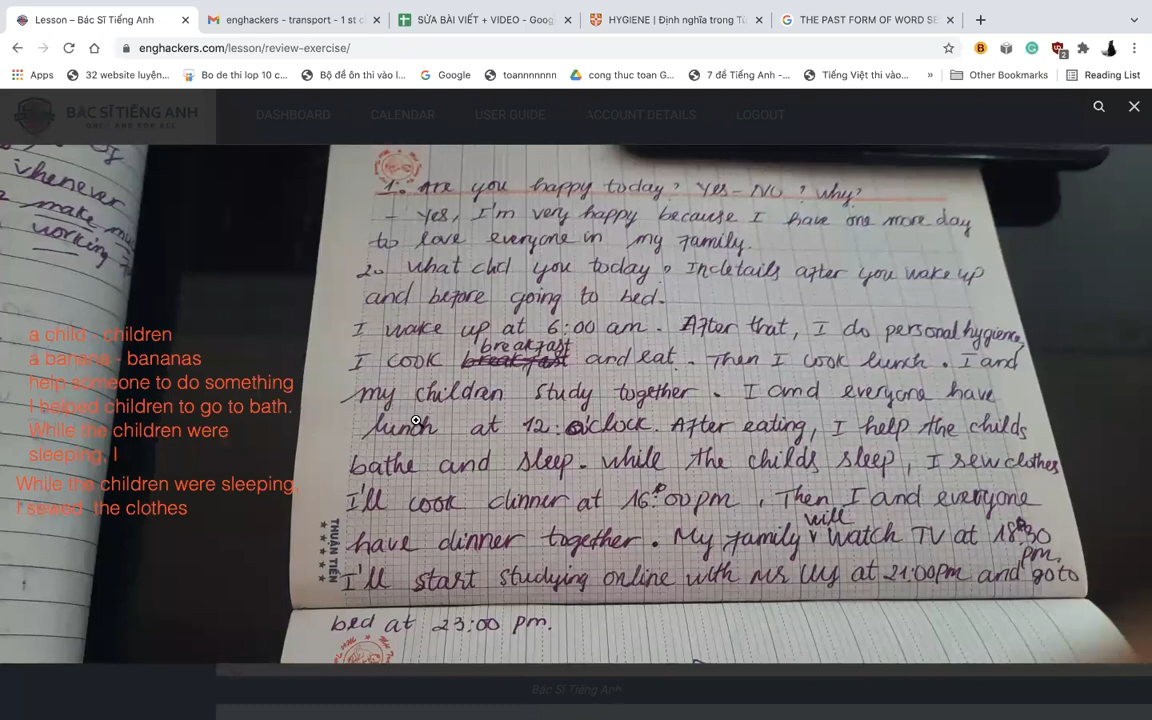 Lesson – Bác Sĩ Tiếng Anh
enghackers - transport - 1 st c
SỬA BÀI VIẾT + VIDEO - Goog
HYGIENE | Định nghĩa trong Từ
THE PAST FORM OF WORD SE
enghackers.com/lesson/review-exercise/
Apps
32 website luyện...
Bo de thi lop 10 c...
Bộ đề ôn thi vào l...
Google
toannnnnnn
cong thuc toan G...
7 đề Tiếng Anh -...
Tiếng Việt thi vào...
»
Other Bookmarks
Reading List
BÁC SĨ TIẾNG ANH
DASHBOARD
CALENDAR
USER GUIDE
ACCOUNT DETAILS
LOGOUT
whenever
make
working
1. Are you happy today? Yes - NO? Why?
- Yes, I'm very happy because I have one more day
to love everyone in my family.
2. What did you today? In details after you wake up
and before going to bed.
I wake up at 6:00 am. After that, I do personal hygiene,
breakfast
I cook breakfast and eat. Then I cook lunch. I and
my children study together. I and everyone have
lunch at 12: o'clock. After eating, I help the childs
bathe and sleep. While the childs sleep, I sew clothes
I'll cook dinner at 16:00pm, Then I and everyone
will
have dinner together. My family watch TV at 18:30
pm.
I'll start studying online with Mr Uy at 21:00pm and go to
bed at 23:00 pm.
THUẬN TIẾN
a child - children
a banana - bananas
help someone to do something
I helped children to go to bath.
While the children were
sleeping, I
While the children were sleeping,
I sewed the clothes
Bác Sĩ Tiếng Anh